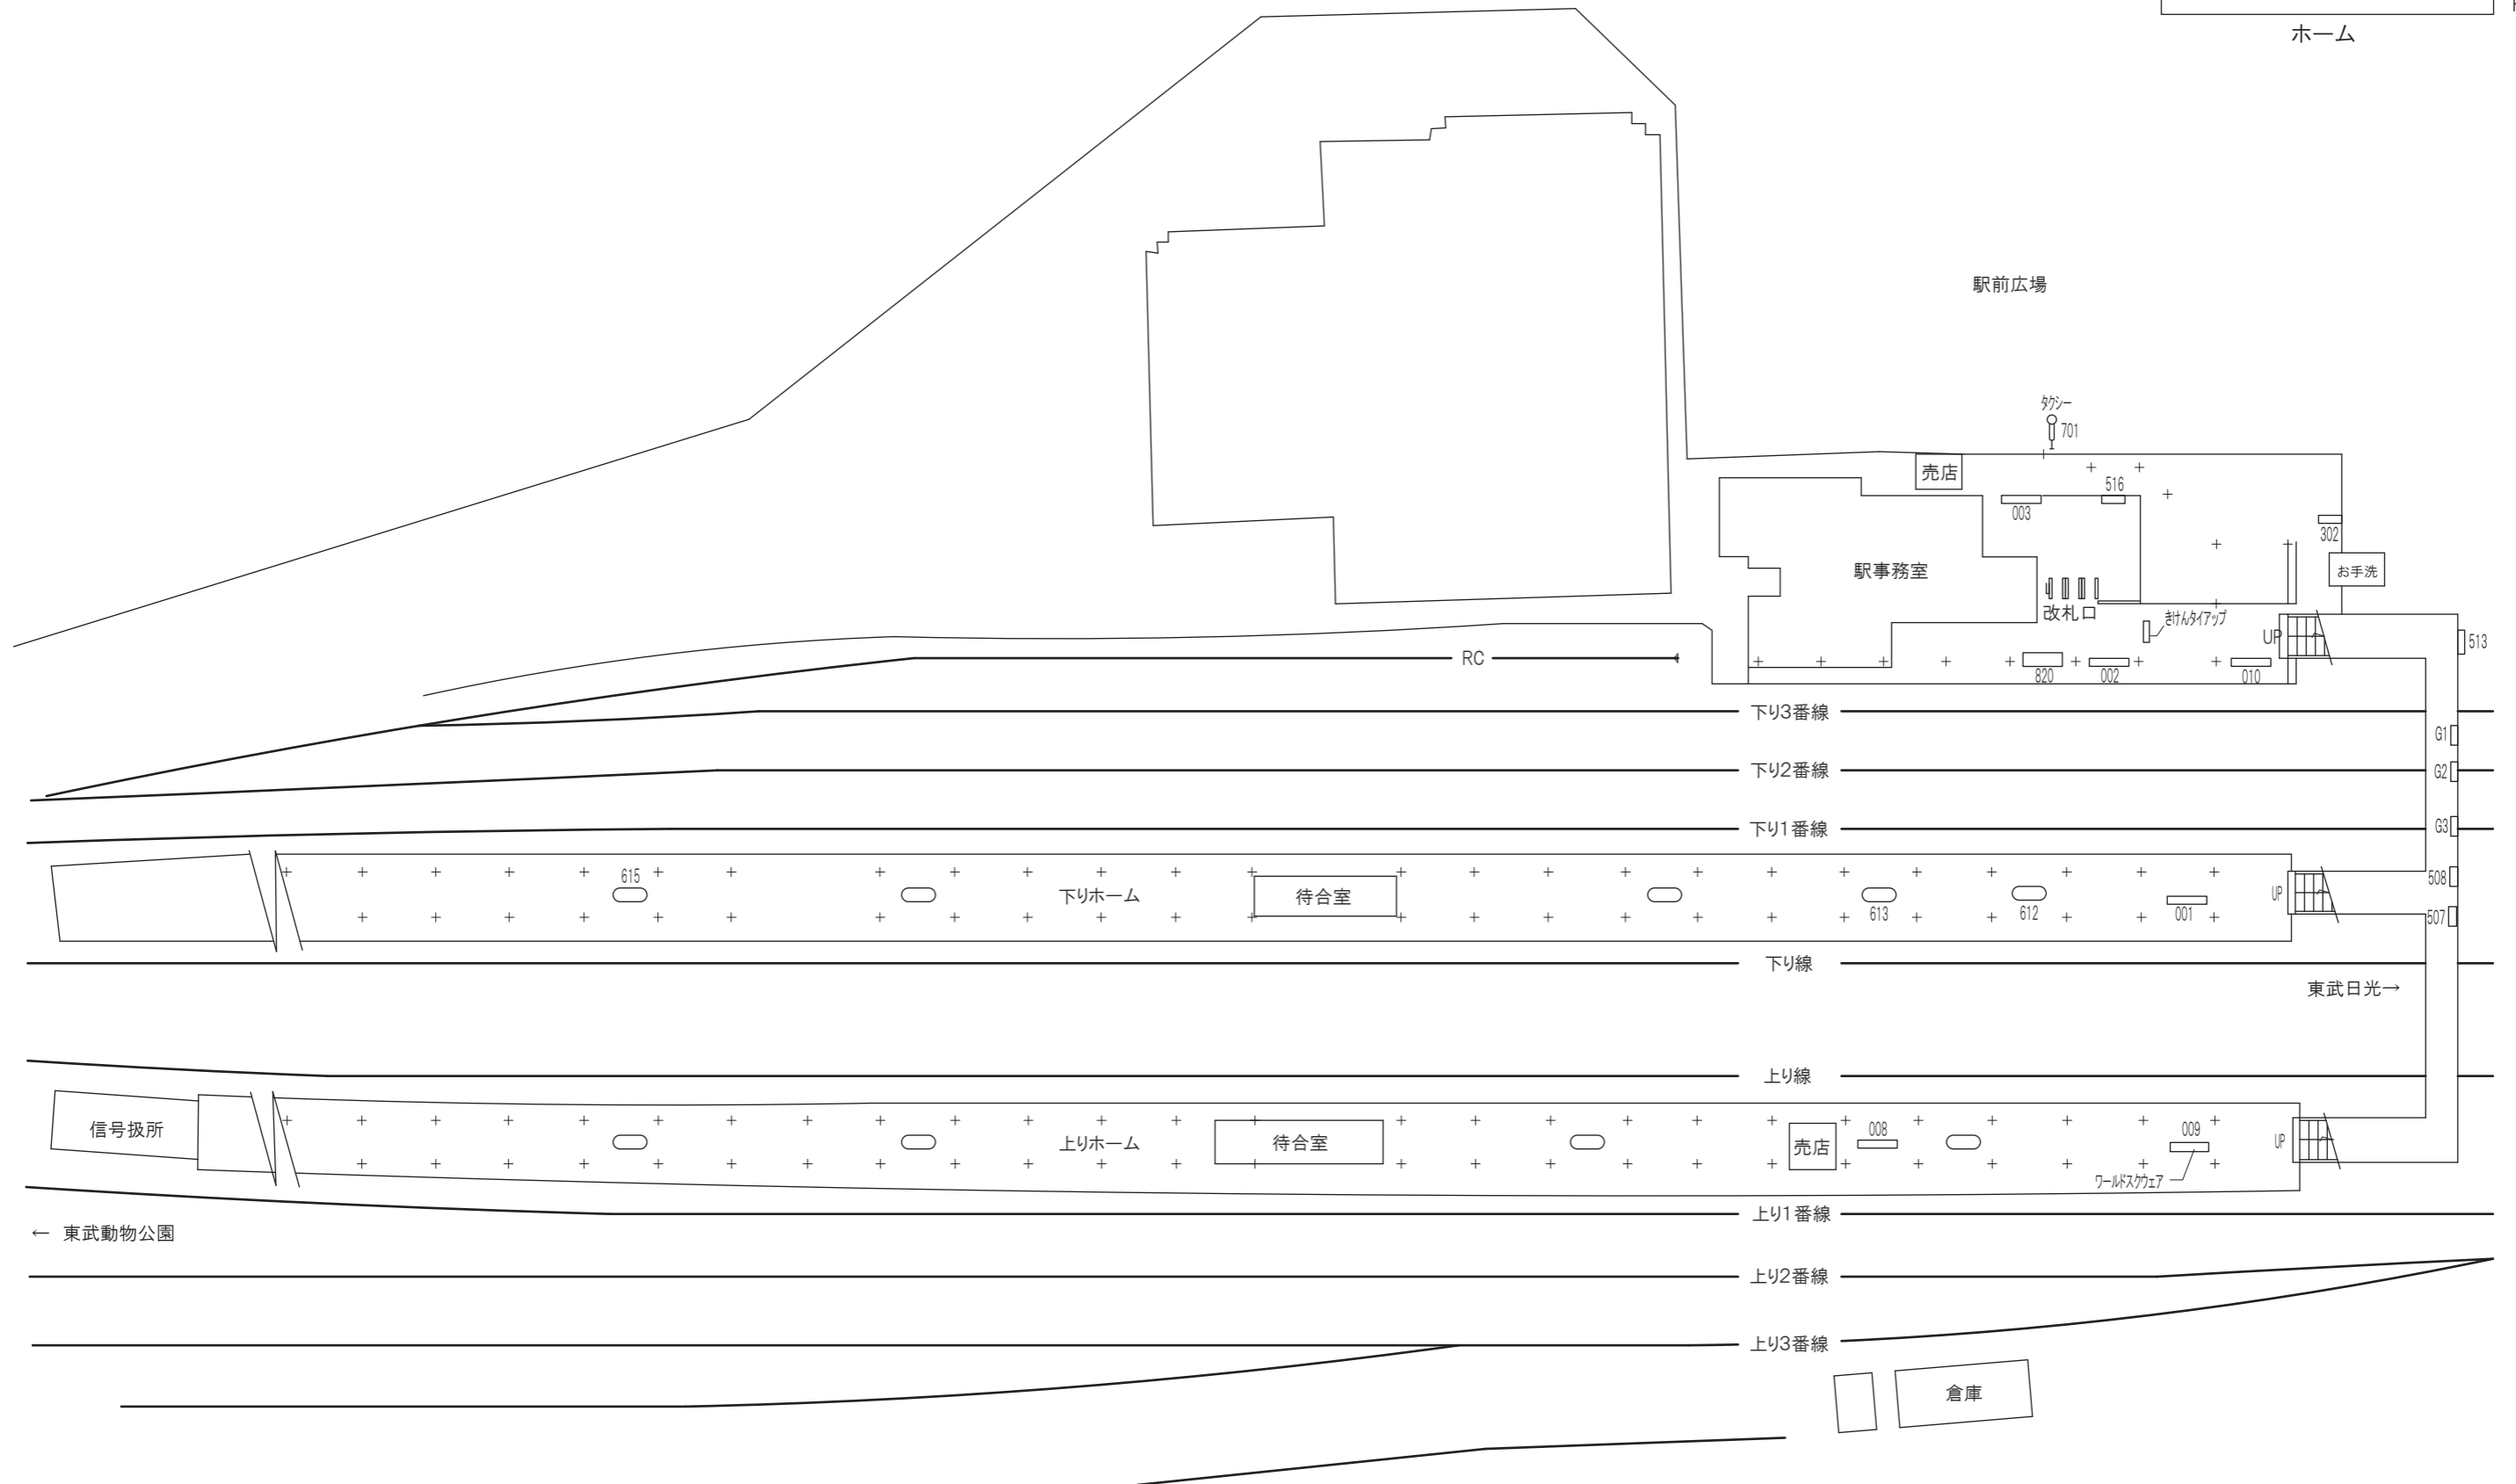 ホーム
駅前広場
タクシー
701
売店
516
003
302
駅事務室
お手洗
改札口
きけんタイアップ
UP
513
RC
820
002
010
下り3番線
G1
下り2番線
G2
下り1番線
G3
615
下りホーム
待合室
613
612
001
UP
508
507
下り線
東武日光→
上り線
信号扱所
上りホーム
待合室
売店
008
009
UP
ワールドスクウェア
上り1番線
← 東武動物公園
上り2番線
上り3番線
倉庫